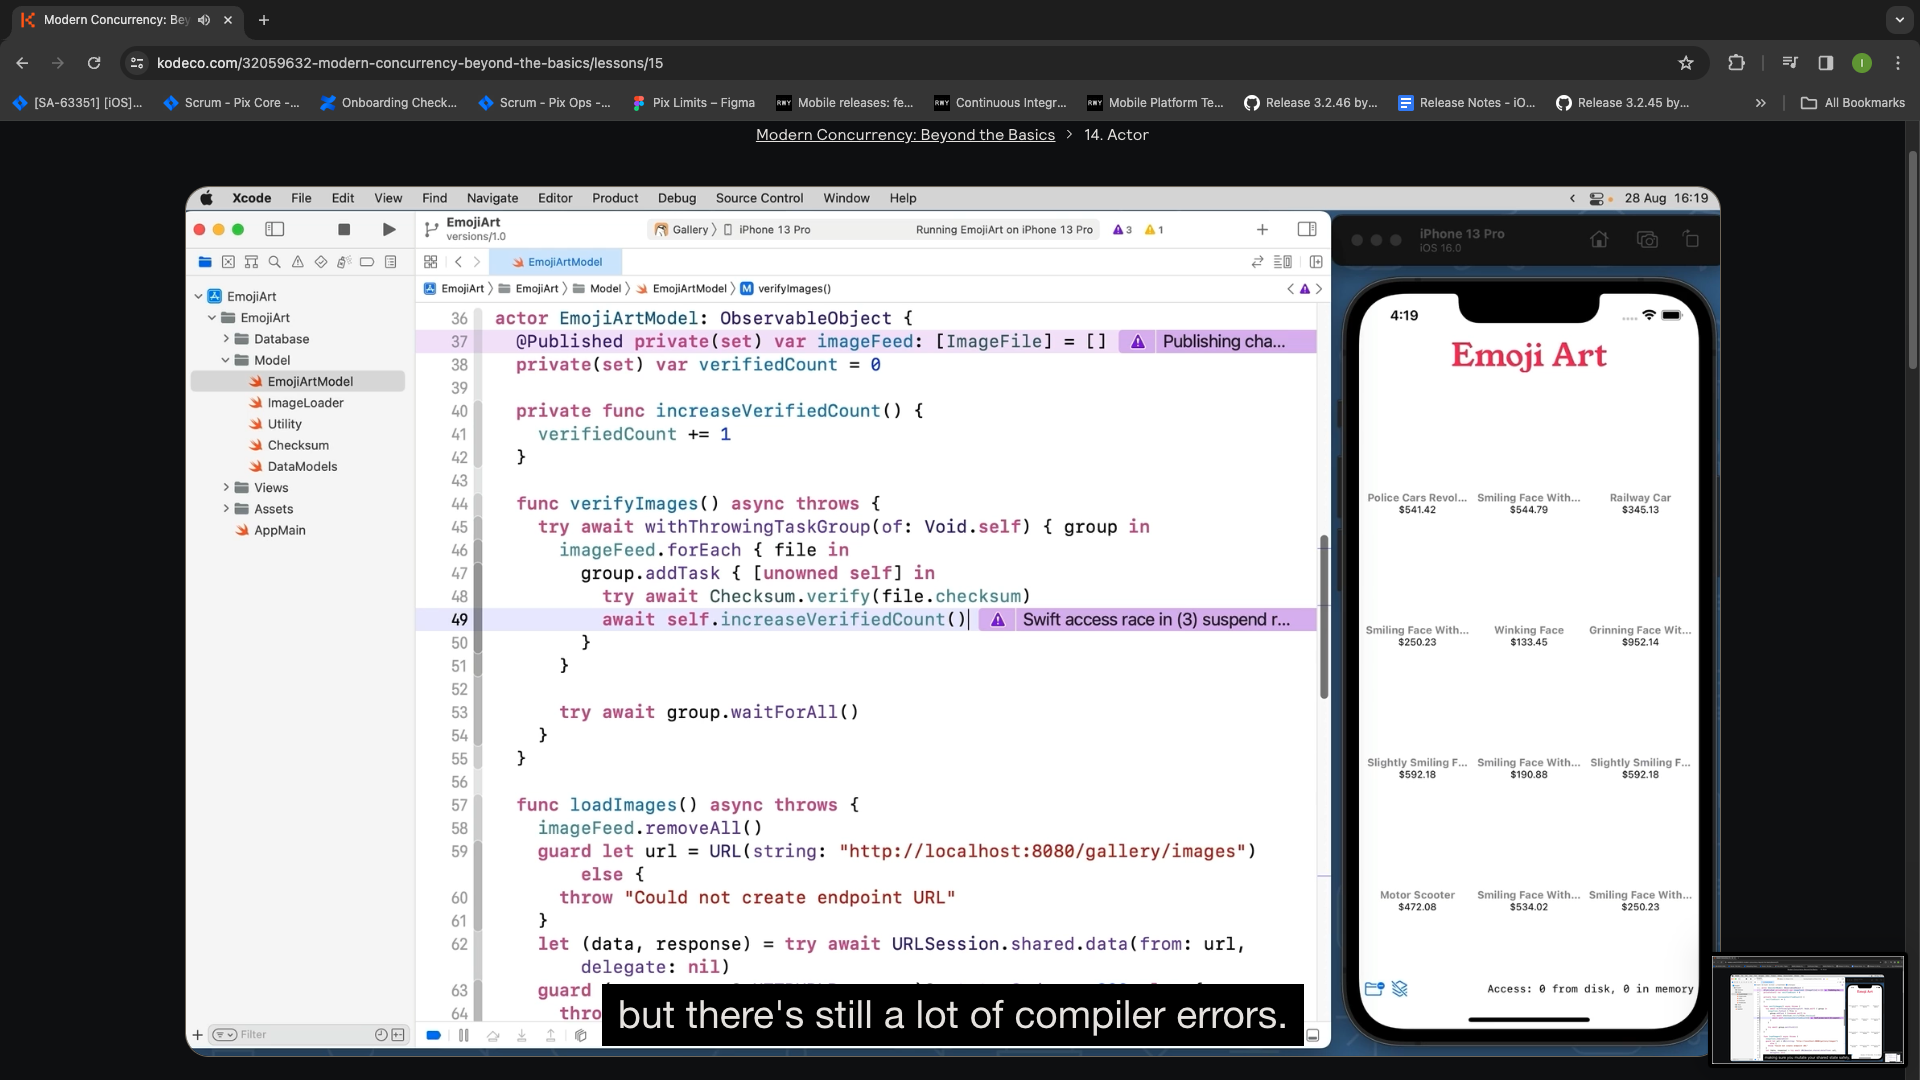 Modern Concurrency: Bey
kodeco.com/32059632-modern-concurrency-beyond-the-basics/lessons/15
I
[SA-63351] [iOS]...
Scrum - Pix Core -...
Onboarding Check...
Scrum - Pix Ops -...
Pix Limits – Figma
RWY
Mobile releases: fe...
RWY
Continuous Integr...
RWY
Mobile Platform Te...
Release 3.2.46 by...
Release Notes - iO...
Release 3.2.45 by...
All Bookmarks
Modern Concurrency: Beyond the Basics > 14. Actor
Xcode File Edit View Find Navigate Editor Product Debug Source Control Window Help
28 Aug 16:19
EmojiArt
versions/1.0
Gallery
iPhone 13 Pro
Running EmojiArt on iPhone 13 Pro
3
1
EmojiArtModel
EmojiArt
EmojiArt
Model
EmojiArtModel
M verifyImages()
EmojiArt
EmojiArt
Database
Model
EmojiArtModel
ImageLoader
Utility
Checksum
DataModels
Views
Assets
AppMain
Filter
36 actor EmojiArtModel: ObservableObject {
37 @Published private(set) var imageFeed: [ImageFile] = [] Publishing cha...
38 private(set) var verifiedCount = 0
39
40 private func increaseVerifiedCount() {
41 verifiedCount += 1
42 }
43
44 func verifyImages() async throws {
45 try await withThrowingTaskGroup(of: Void.self) { group in
46 imageFeed.forEach { file in
47 group.addTask { [unowned self] in
48 try await Checksum.verify(file.checksum)
49 await self.increaseVerifiedCount() Swift access race in (3) suspend r...
50 }
51 }
52
53 try await group.waitForAll()
54 }
55 }
56
57 func loadImages() async throws {
58 imageFeed.removeAll()
59 guard let url = URL(string: "http://localhost:8080/gallery/images")
else {
60 throw "Could not create endpoint URL"
61 }
62 let (data, response) = try await URLSession.shared.data(from: url,
delegate: nil)
63 guard
64 thro
but there's still a lot of compiler errors.
iPhone 13 Pro
iOS 16.0
4:19
Emoji Art
Police Cars Revol... Smiling Face With... Railway Car
$541.42 $544.79 $345.13
Smiling Face With... Winking Face Grinning Face Wit...
$250.23 $133.45 $952.14
Slightly Smiling F... Smiling Face With... Slightly Smiling F...
$592.18 $190.88 $592.18
Motor Scooter Smiling Face With... Smiling Face With...
$472.08 $534.02 $250.23
Access: 0 from disk, 0 in memory